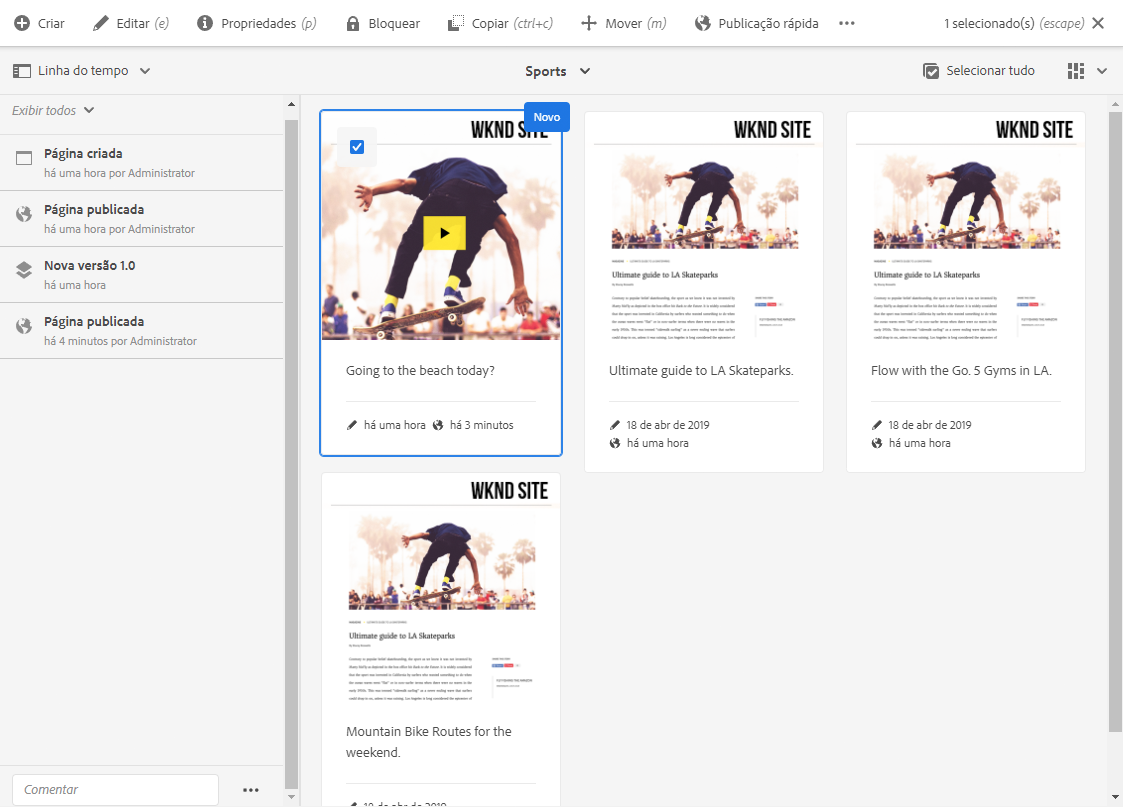 Criar Editar (e) Propriedades (p) Bloquear Copiar (ctrl+c) Mover (m) Publicação rápida 1 selecionado(s) (escape)
Linha do tempo Sports Selecionar tudo
Exibir todos
Página criada
há uma hora por Administrator
Página publicada
há uma hora por Administrator
Nova versão 1.0
há uma hora
Página publicada
há 4 minutos por Administrator
Comentar
Novo
WKND SITE
Going to the beach today?
há uma hora há 3 minutos
WKND SITE
Ultimate guide to LA Skateparks
Ultimate guide to LA Skateparks.
18 de abr de 2019
há uma hora
WKND SITE
Ultimate guide to LA Skateparks
Flow with the Go. 5 Gyms in LA.
18 de abr de 2019
há uma hora
WKND SITE
Ultimate guide to LA Skateparks
Mountain Bike Routes for the
weekend.
18 de abr de 2019